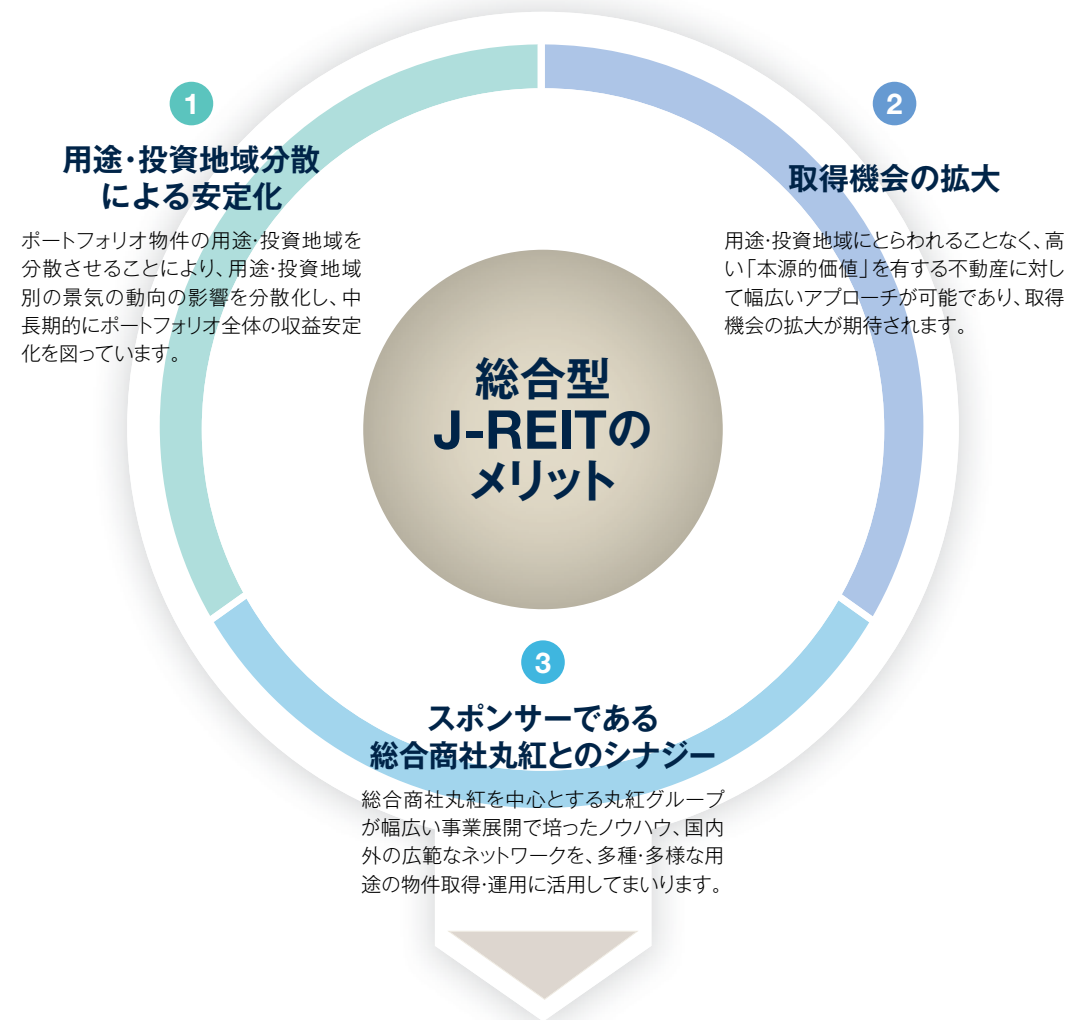 1
用途・投資地域分散
による安定化
ポートフォリオ物件の用途・投資地域を
分散させることにより、用途・投資地域
別の景気の動向の影響を分散化し、中
長期的にポートフォリオ全体の収益安定
化を図っています。
2
取得機会の拡大
用途・投資地域にとらわれることなく、高
い「本源的価値」を有する不動産に対し
て幅広いアプローチが可能であり、取得
機会の拡大が期待されます。
総合型
J-REITの
メリット
3
スポンサーである
総合商社丸紅とのシナジー
総合商社丸紅を中心とする丸紅グループ
が幅広い事業展開で培ったノウハウ、国内
外の広範なネットワークを、多種・多様な用
途の物件取得・運用に活用してまいります。